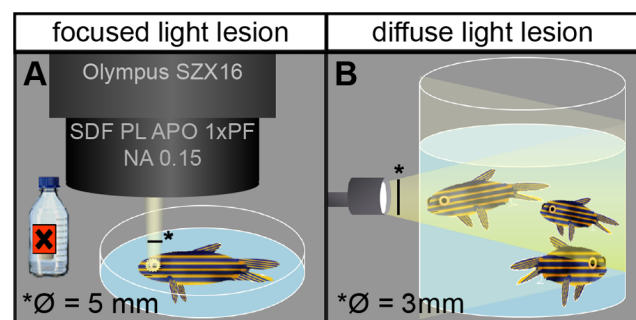 focused light lesion
diffuse light lesion
A
Olympus SZX16
SDF PL APO 1xPF
NA 0.15
*
*Ø = 5 mm
B
*
*Ø = 3mm